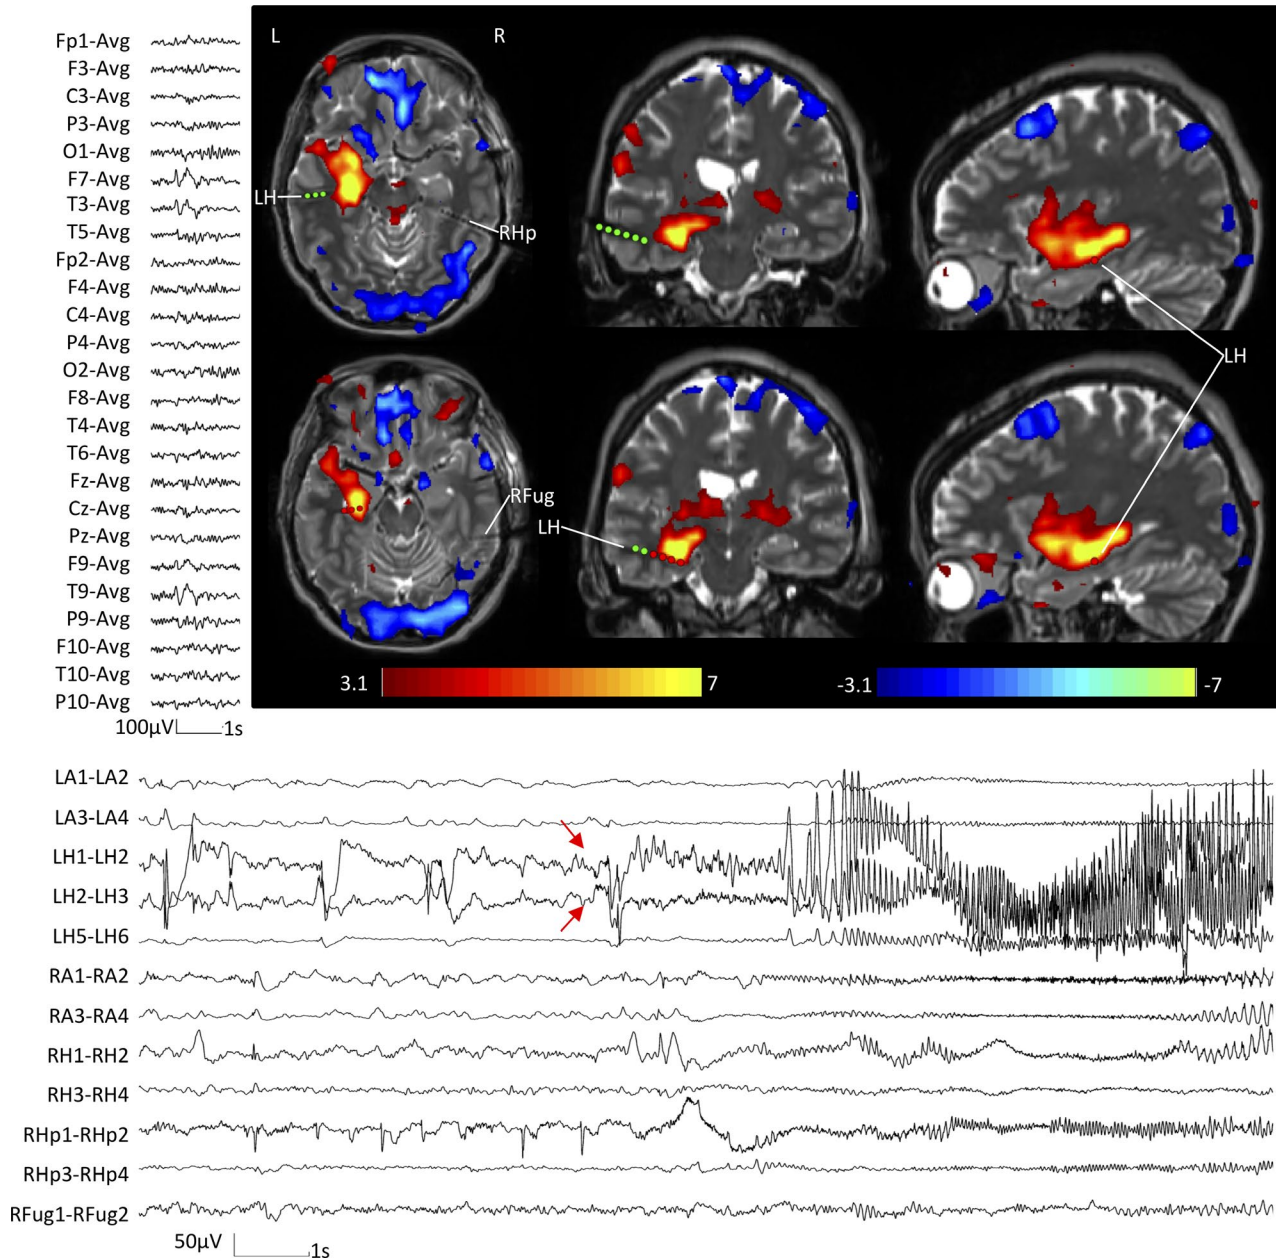 Fp1-Avg
F3-Avg
C3-Avg
P3-Avg
O1-Avg
F7-Avg
T3-Avg
T5-Avg
Fp2-Avg
F4-Avg
C4-Avg
P4-Avg
O2-Avg
F8-Avg
T4-Avg
T6-Avg
Fz-Avg
Cz-Avg
Pz-Avg
F9-Avg
T9-Avg
P9-Avg
F10-Avg
T10-Avg
P10-Avg
100µV 1s
L R
LH
RHp
LH
RFug
LH
3.1 7
-3.1 -7
LA1-LA2
LA3-LA4
LH1-LH2
LH2-LH3
LH5-LH6
RA1-RA2
RA3-RA4
RH1-RH2
RH3-RH4
RHp1-RHp2
RHp3-RHp4
RFug1-RFug2
50µV 1s